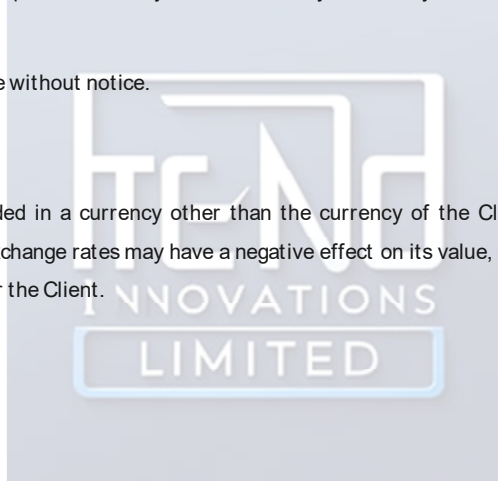 e without notice.
ded in a currency other than the currency of the Cl
change rates may have a negative effect on its value,
r the Client.
INNOVATIONS
LIMITED